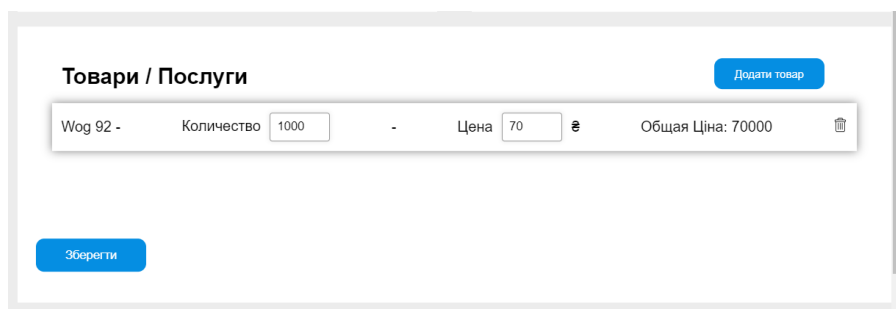 Товари / Послуги
Додати товар
Wog 92 - Количество 1000 - Цена 70 ₴ Общая Ціна: 70000
Зберегти